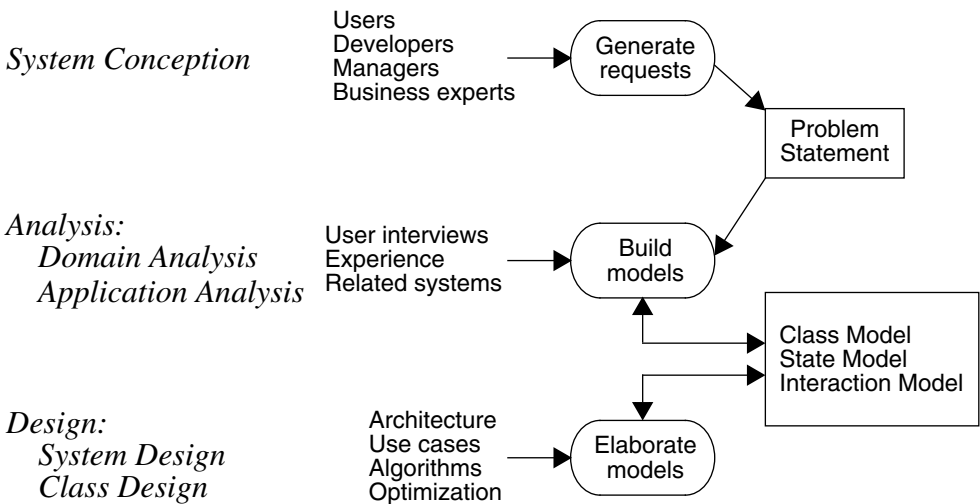 System Conception
Users
Developers
Managers
Business experts
Generate
requests
Problem
Statement
Analysis:
Domain Analysis
Application Analysis
User interviews
Experience
Related systems
Build
models
Class Model
State Model
Interaction Model
Design:
System Design
Class Design
Architecture
Use cases
Algorithms
Optimization
Elaborate
models